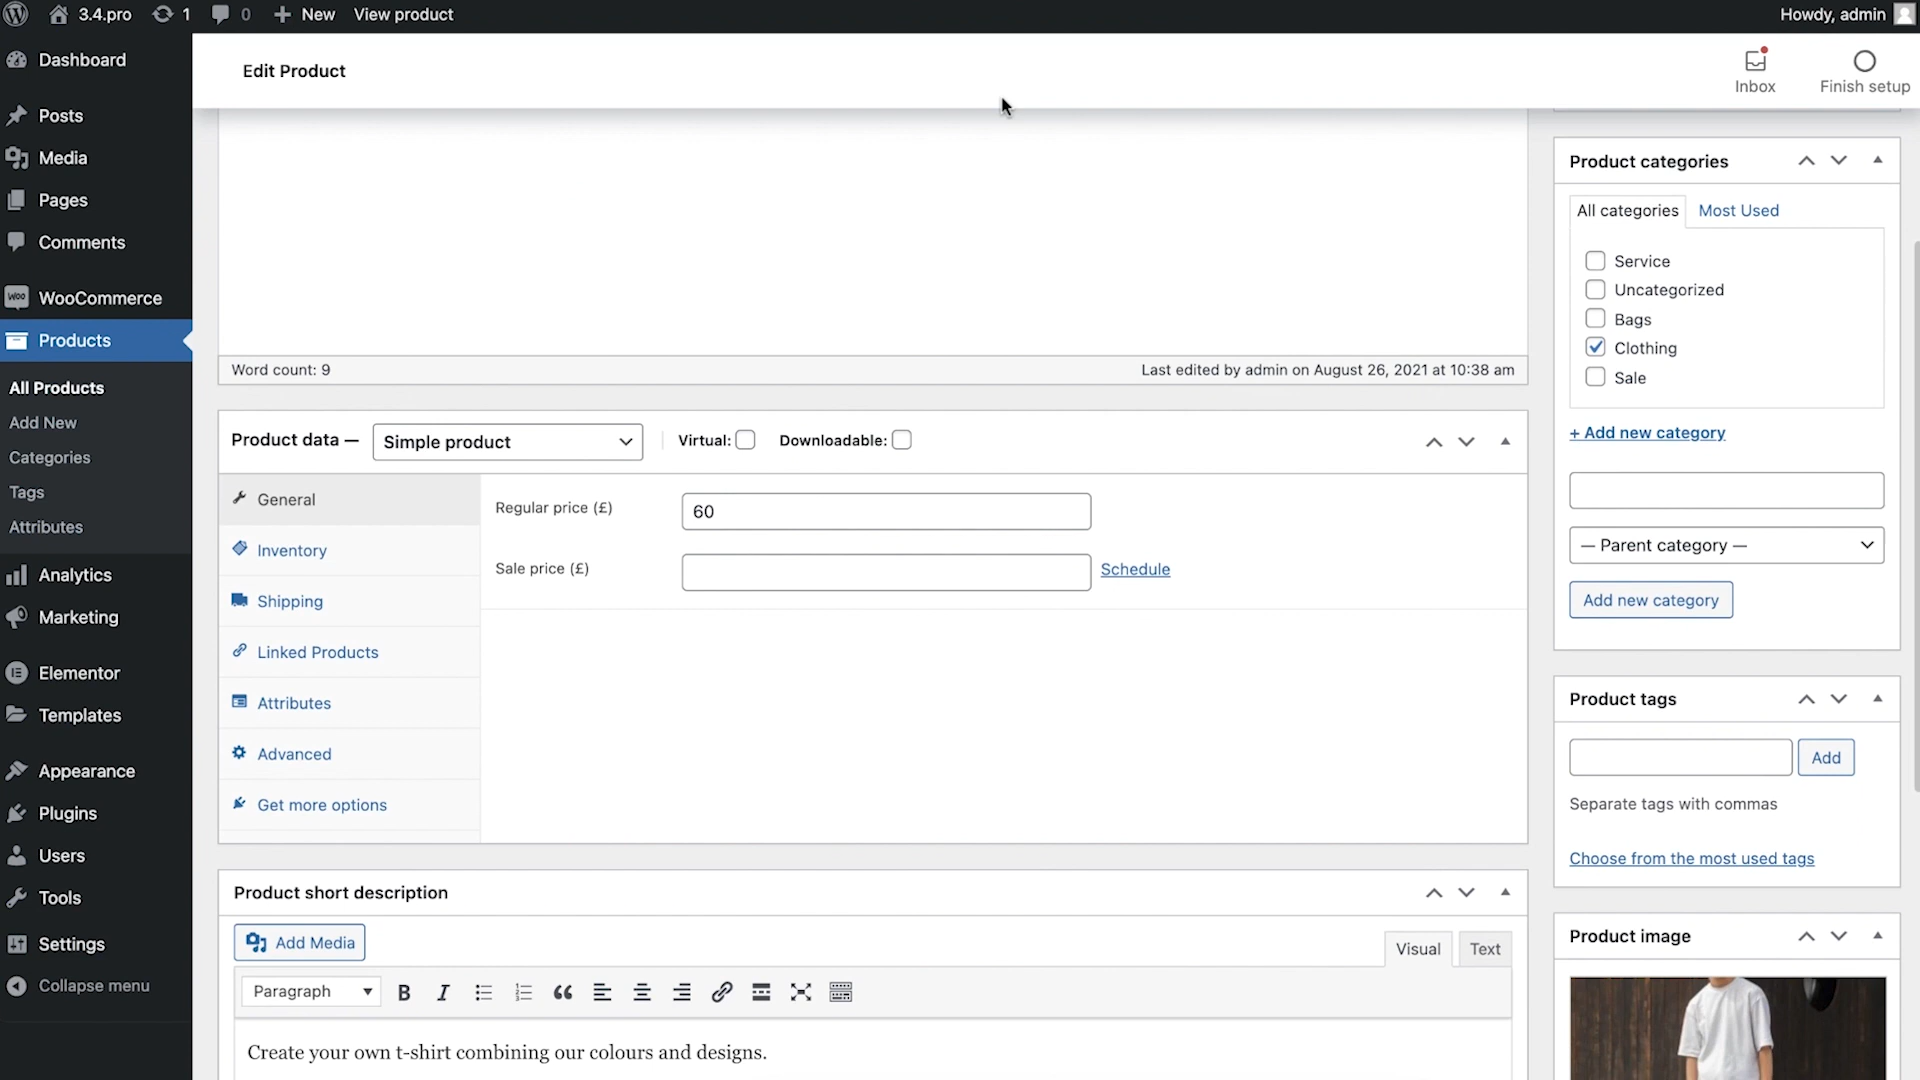 3.4.pro 1 0 New View product Howdy, admin
Dashboard
Posts
Media
Pages
Comments
WooCommerce
Products
All Products
Add New
Categories
Tags
Attributes
Analytics
Marketing
Elementor
Templates
Appearance
Plugins
Users
Tools
Settings
Collapse menu
Edit Product
Inbox
Finish setup
Word count: 9 Last edited by admin on August 26, 2021 at 10:38 am
Product data — Simple product Virtual: Downloadable:
General
Inventory
Shipping
Linked Products
Attributes
Advanced
Get more options
Regular price (£) 60
Sale price (£) Schedule
Product short description
Add Media
Visual Text
Paragraph
Create your own t-shirt combining our colours and designs.
Product categories
All categories Most Used
Service
Uncategorized
Bags
Clothing
Sale
+ Add new category
— Parent category —
Add new category
Product tags
Add
Separate tags with commas
Choose from the most used tags
Product image